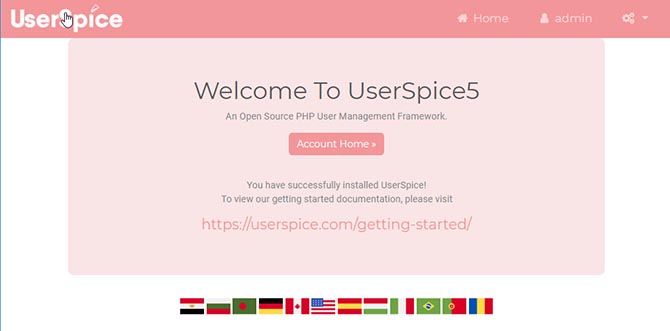 UserSpice
Home
admin
Welcome To UserSpice5
An Open Source PHP User Management Framework.
Account Home »
You have successfully installed UserSpice!
To view our getting started documentation, please visit
https://userspice.com/getting-started/